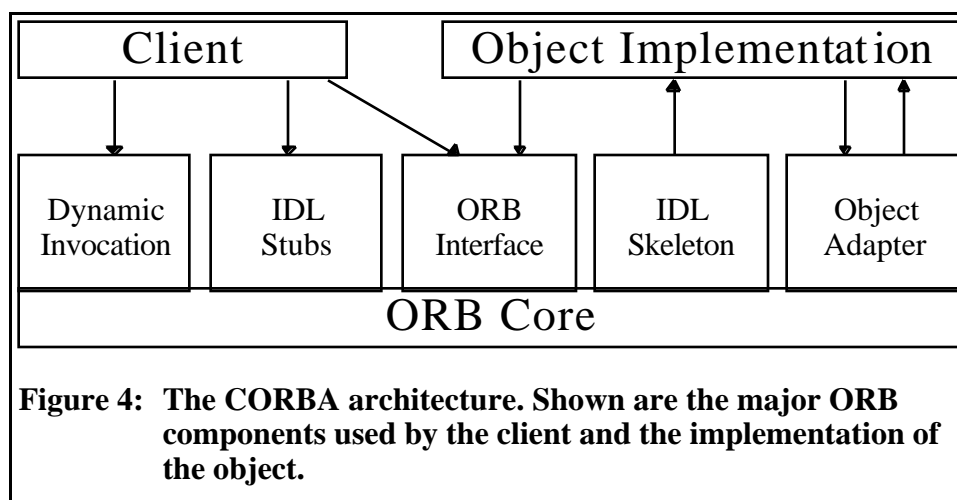 Client
Object Implementation
Dynamic
Invocation
IDL
Stubs
ORB
Interface
IDL
Skeleton
Object
Adapter
ORB Core
Figure 4: The CORBA architecture. Shown are the major ORB
components used by the client and the implementation of
the object.